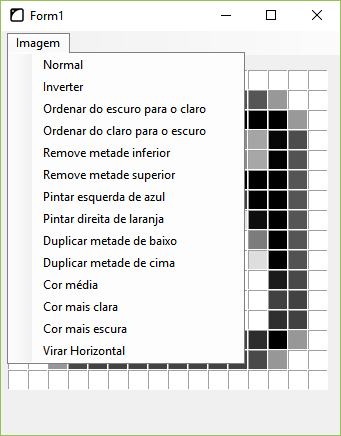 Form1
Imagem
Normal
Inverter
Ordenar do escuro para o claro
Ordenar do claro para o escuro
Remove metade inferior
Remove metade superior
Pintar esquerda de azul
Pintar direita de laranja
Duplicar metade de baixo
Duplicar metade de cima
Cor média
Cor mais clara
Cor mais escura
Virar Horizontal